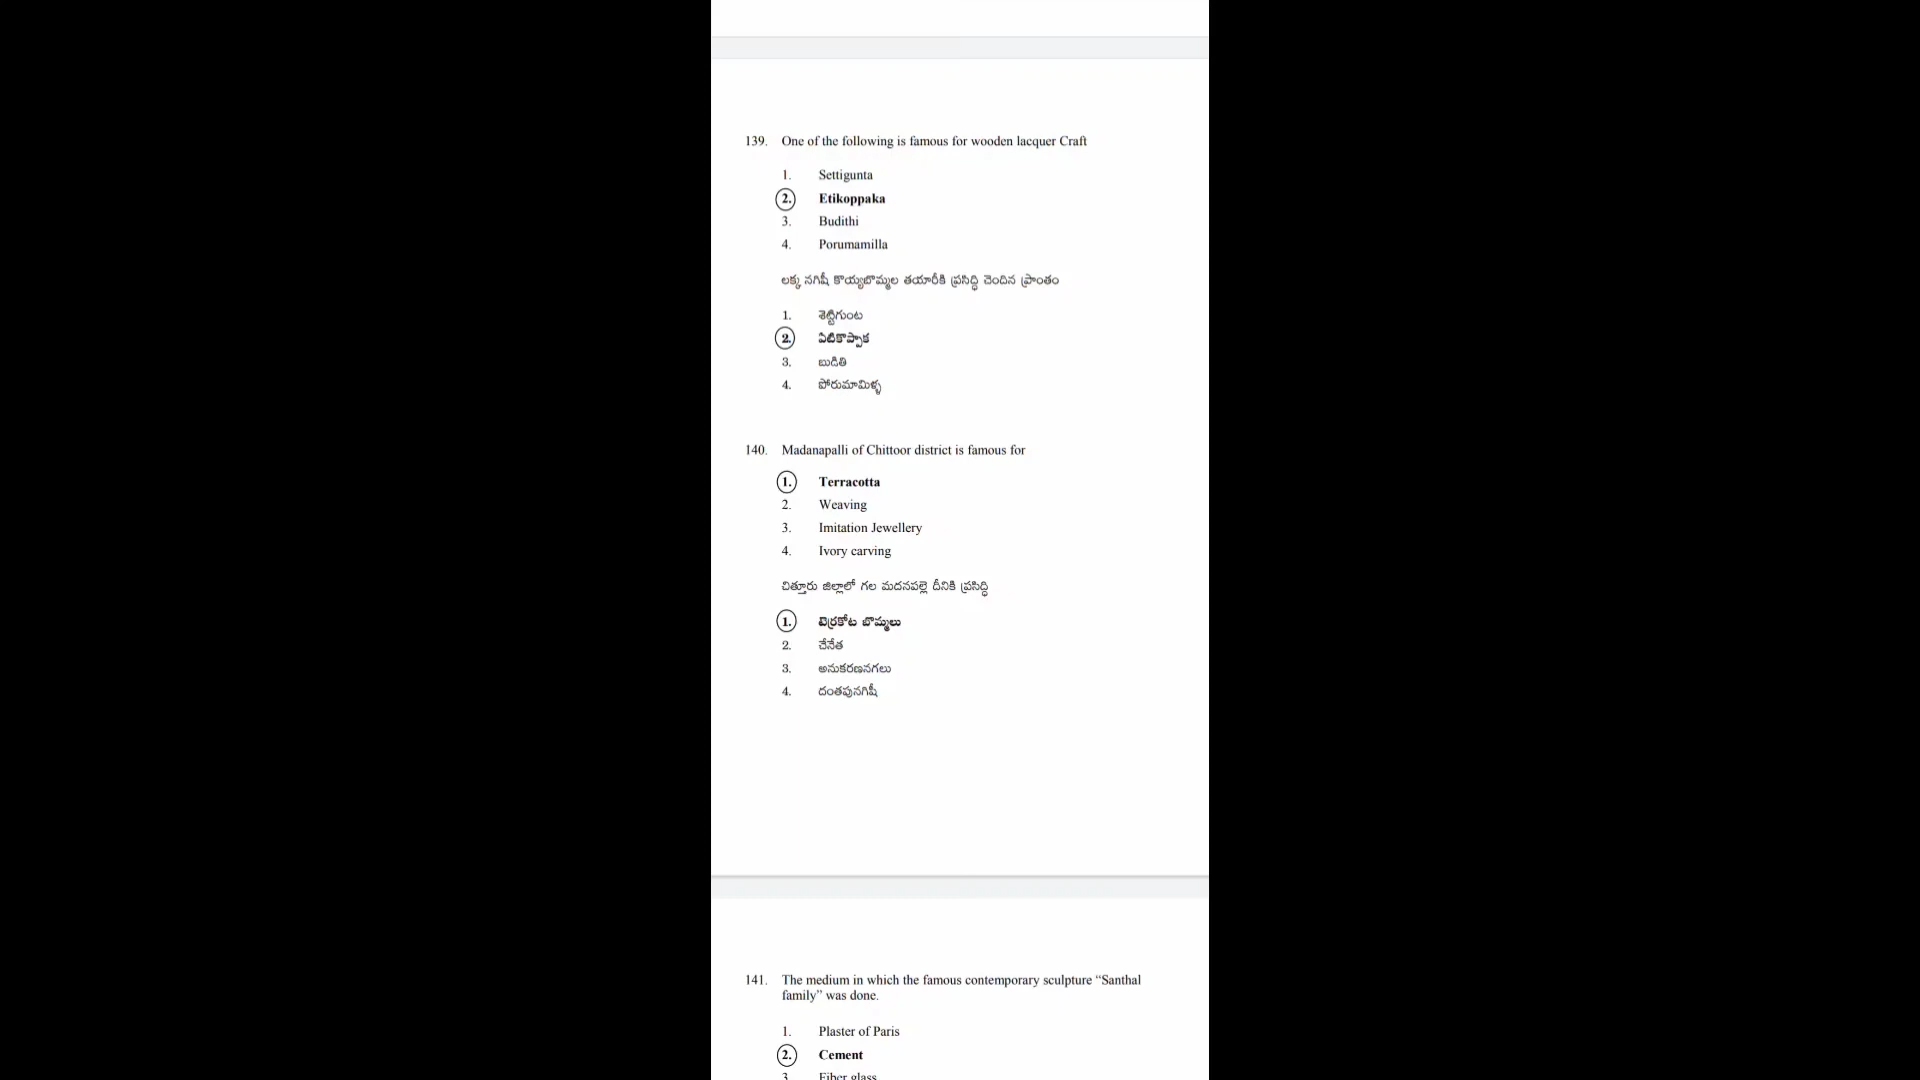 139. One of the following is famous for wooden lacquer Craft
1. Settigunta
2. Etikoppaka
3. Budithi
4. Porumamilla
లక్క నగిషీ కొయ్యబొమ్మల తయారీకి ప్రసిద్ధి చెందిన ప్రాంతం
1. శెట్టిగుంట
2. ఏటికొప్పాక
3. బుడితి
4. పోరుమామిళ్ళ
140. Madanapalli of Chittoor district is famous for
1. Terracotta
2. Weaving
3. Imitation Jewellery
4. Ivory carving
చిత్తూరు జిల్లాలో గల మదనపల్లె దీనికి ప్రసిద్ధి
1. టెర్రకోట బొమ్మలు
2. చేనేత
3. అనుకరణనగలు
4. దంతపునగిషీ
141. The medium in which the famous contemporary sculpture “Santhal
family” was done.
1. Plaster of Paris
2. Cement
3. Fiber glass